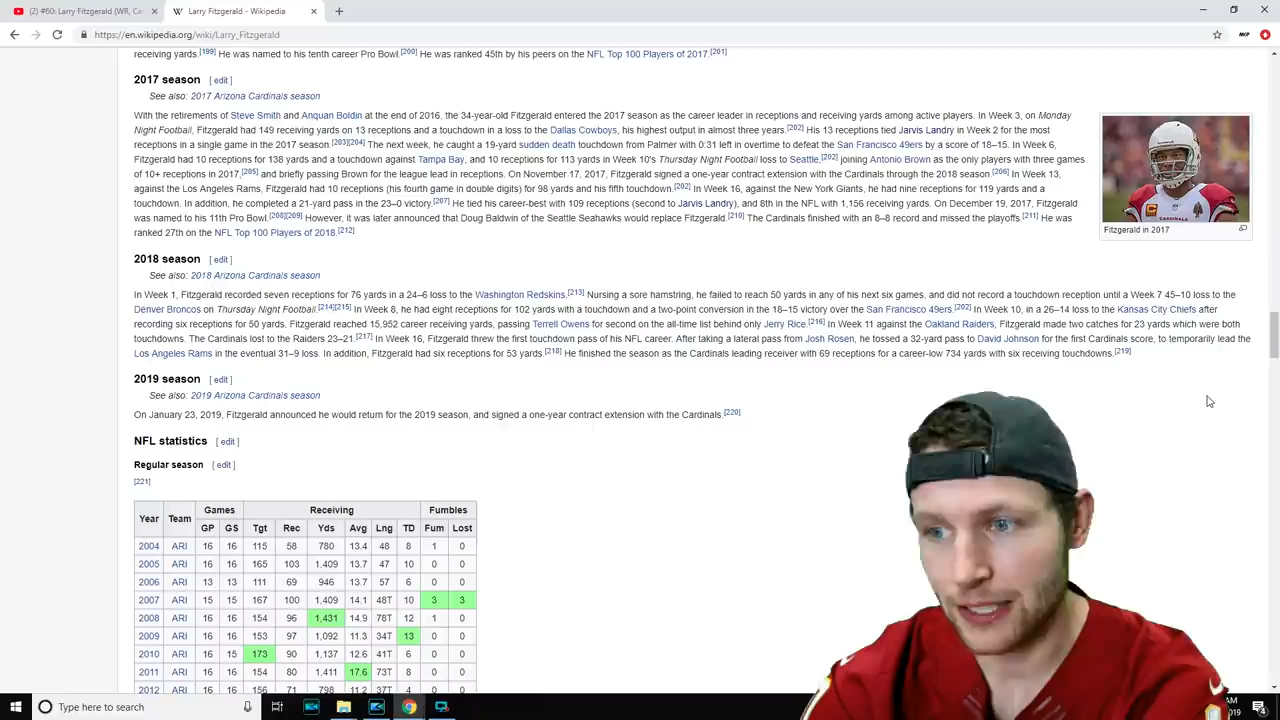 (2) #60: Larry Fitzgerald (WR, Ca
Larry Fitzgerald - Wikipedia
https://en.wikipedia.org/wiki/Larry_Fitzgerald
receiving yards.[199] He was named to his tenth career Pro Bowl.[200] He was ranked 45th by his peers on the NFL Top 100 Players of 2017.[201]
2017 season [ edit ]
See also: 2017 Arizona Cardinals season
With the retirements of Steve Smith and Anquan Boldin at the end of 2016, the 34-year-old Fitzgerald entered the 2017 season as the career leader in receptions and receiving yards among active players. In Week 3, on Monday
Night Football, Fitzgerald had 149 receiving yards on 13 receptions and a touchdown in a loss to the Dallas Cowboys, his highest output in almost three years.[202] His 13 receptions tied Jarvis Landry in Week 2 for the most
receptions in a single game in the 2017 season.[203][204] The next week, he caught a 19-yard sudden death touchdown from Palmer with 0:31 left in overtime to defeat the San Francisco 49ers by a score of 18–15. In Week 6,
Fitzgerald had 10 receptions for 138 yards and a touchdown against Tampa Bay, and 10 receptions for 113 yards in Week 10's Thursday Night Football loss to Seattle,[202] joining Antonio Brown as the only players with three games
of 10+ receptions in 2017,[205] and briefly passing Brown for the league lead in receptions. On November 17, 2017, Fitzgerald signed a one-year contract extension with the Cardinals through the 2018 season.[206] In Week 13,
against the Los Angeles Rams, Fitzgerald had 10 receptions (his fourth game in double digits) for 98 yards and his fifth touchdown.[202] In Week 16, against the New York Giants, he had nine receptions for 119 yards and a
touchdown. In addition, he completed a 21-yard pass in the 23–0 victory.[207] He tied his career-best with 109 receptions (second to Jarvis Landry), and 8th in the NFL with 1,156 receiving yards. On December 19, 2017, Fitzgerald
was named to his 11th Pro Bowl.[208][209] However, it was later announced that Doug Baldwin of the Seattle Seahawks would replace Fitzgerald.[210] The Cardinals finished with an 8–8 record and missed the playoffs.[211] He was
ranked 27th on the NFL Top 100 Players of 2018.[212]
CARDINALS
Fitzgerald in 2017
2018 season [ edit ]
See also: 2018 Arizona Cardinals season
In Week 1, Fitzgerald recorded seven receptions for 76 yards in a 24–6 loss to the Washington Redskins.[213] Nursing a sore hamstring, he failed to reach 50 yards in any of his next six games, and did not record a touchdown reception until a Week 7 45–10 loss to the
Denver Broncos on Thursday Night Football.[214][215] In Week 8, he had eight receptions for 102 yards with a touchdown and a two-point conversion in the 18–15 victory over the San Francisco 49ers.[202] In Week 10, in a 26–14 loss to the Kansas City Chiefs after
recording six receptions for 50 yards. Fitzgerald reached 15,952 career receiving yards, passing Terrell Owens for second on the all-time list behind only Jerry Rice.[216] In Week 11 against the Oakland Raiders, Fitzgerald made two catches for 23 yards which were both
touchdowns. The Cardinals lost to the Raiders 23–21.[217] In Week 16, Fitzgerald threw the first touchdown pass of his NFL career. After taking a lateral pass from Josh Rosen, he tossed a 32-yard pass to David Johnson for the first Cardinals score, to temporarily lead the
Los Angeles Rams in the eventual 31–9 loss. In addition, Fitzgerald had six receptions for 53 yards.[218] He finished the season as the Cardinals leading receiver with 69 receptions for a career-low 734 yards with six receiving touchdowns.[219]
2019 season [ edit ]
See also: 2019 Arizona Cardinals season
On January 23, 2019, Fitzgerald announced he would return for the 2019 season, and signed a one-year contract extension with the Cardinals.[220]
NFL statistics [ edit ]
Regular season [ edit ]
[221]
Year Team Games Receiving Fumbles
GP GS Tgt Rec Yds Avg Lng TD Fum Lost
2004 ARI 16 16 115 58 780 13.4 48 8 1 0
2005 ARI 16 16 165 103 1,409 13.7 47 10 0 0
2006 ARI 13 13 111 69 946 13.7 57 6 0 0
2007 ARI 15 15 167 100 1,409 14.1 48T 10 3 3
2008 ARI 16 16 154 96 1,431 14.9 78T 12 1 0
2009 ARI 16 16 153 97 1,092 11.3 34T 13 0 0
2010 ARI 16 15 173 90 1,137 12.6 41T 6 0 0
2011 ARI 16 16 154 80 1,411 17.6 73T 8 0 0
2012 ARI 16 16 156 71 798 11.2 37T 4 0 0
Type here to search
AM
019
4